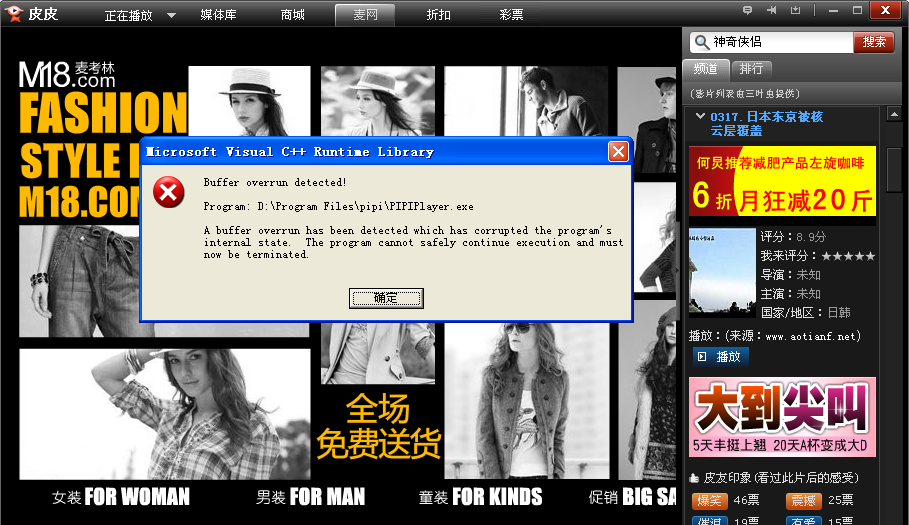 皮皮 正在播放 媒体库 商城 麦网 折扣 彩票
神奇侠侣 搜索
频道 排行
(影片列表由三叶虫提供)
0317.日本东京被核
云层覆盖
何炅推荐减肥产品左旋咖啡
6折 月狂减20斤
评分：8.9分
我来评分：★★★★★
导演：未知
主演：未知
国家/地区：日韩
播放：(来源：www.aotianf.net)
播放
大到尖叫
5天丰挺上翘 20天A杯变成大D
皮友印象(看过此片后的感受)
爆笑 46票 震撼 25票
催泪 19票 有爱 15票
M18.com 麦考林
FASHION
STYLE
M18.CO
Microsoft Visual C++ Runtime Library
Buffer overrun detected!
Program: D:\Program Files\pipi\PIPIPlayer.exe
A buffer overrun has been detected which has corrupted the program's
internal state. The program cannot safely continue execution and must
now be terminated.
确定
全场
免费送货
女装 FOR WOMAN 男装 FOR MAN 童装 FOR KINDS 促销 BIG SA